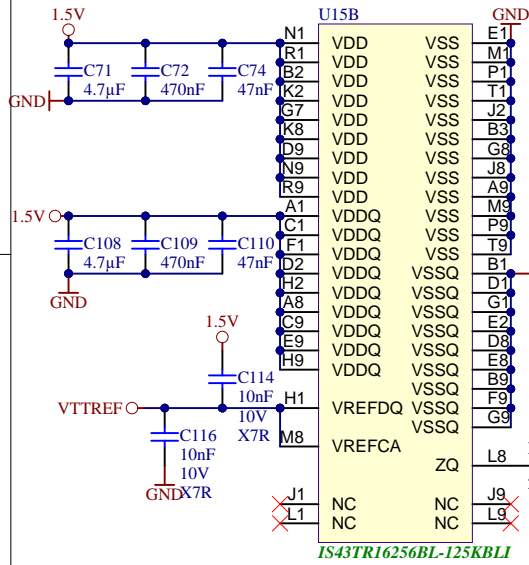 1.5V
U15B
GND
C71
4.7µF
C72
470nF
C74
47nF
GND
N1 VDD VSS E1
R1 VDD VSS M1
B2 VDD VSS P1
K2 VDD VSS T1
G7 VDD VSS J2
K8 VDD VSS B3
D9 VDD VSS G8
N9 VDD VSS J8
R9 VDD VSS A9
1.5V
A1 VDDQ VSS M9
C1 VDDQ VSS P9
F1 VDDQ VSS T9
D2 VDDQ VSSQ B1
H2 VDDQ VSSQ D1
A8 VDDQ VSSQ G1
C9 VDDQ VSSQ E2
E9 VDDQ VSSQ D8
H9 VDDQ VSSQ E8
VSSQ B9
VSSQ F9
VSSQ G9
C108
4.7µF
C109
470nF
C110
47nF
GND
1.5V
C114
10nF
10V
X7R
VTTREF
H1 VREFDQ
M8 VREFCA
C116
10nF
10V
X7R
GND
ZQ L8
J1 NC NC J9
L1 NC NC L9
IS43TR16256BL-125KBLI